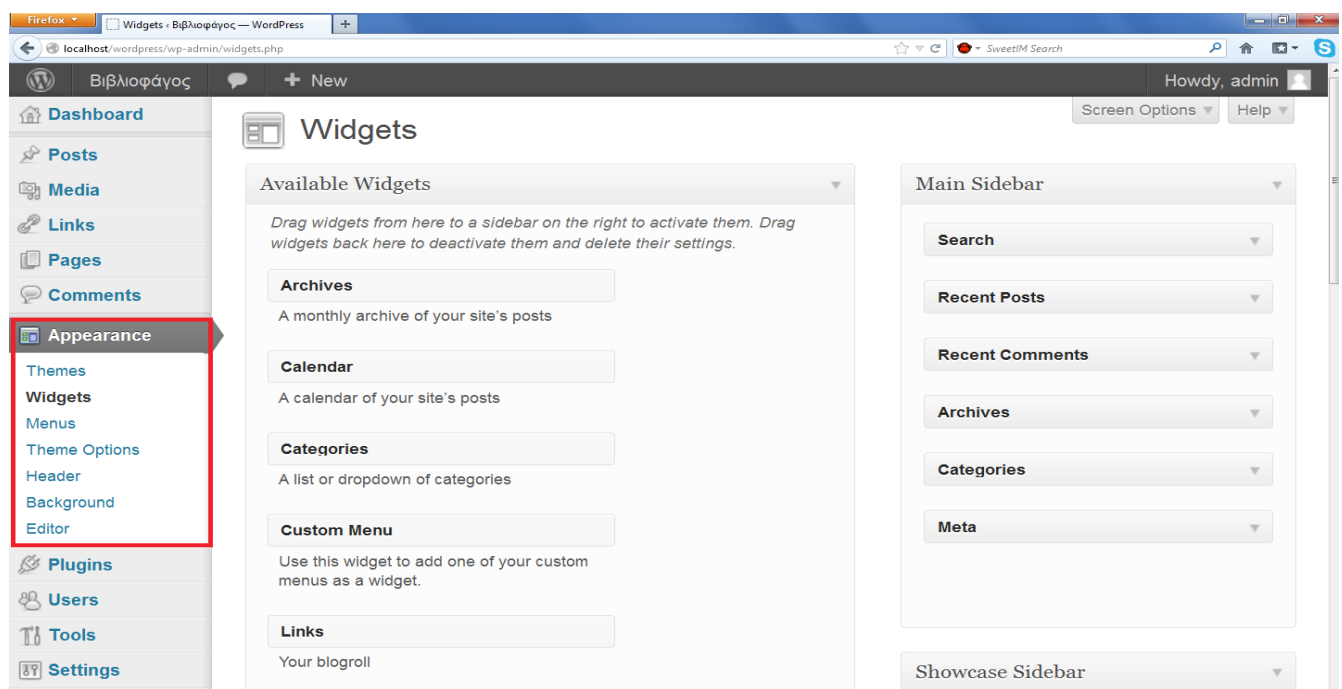 Firefox
Widgets ‹ Βιβλιοφάγος — WordPress
+
localhost/wordpress/wp-admin/widgets.php
SweetIM Search
Βιβλιοφάγος
+ New
Howdy, admin
Screen Options
Help
Dashboard
Posts
Media
Links
Pages
Comments
Appearance
Themes
Widgets
Menus
Theme Options
Header
Background
Editor
Plugins
Users
Tools
Settings
Widgets
Available Widgets
Drag widgets from here to a sidebar on the right to activate them. Drag
widgets back here to deactivate them and delete their settings.
Archives
A monthly archive of your site's posts
Calendar
A calendar of your site's posts
Categories
A list or dropdown of categories
Custom Menu
Use this widget to add one of your custom
menus as a widget.
Links
Your blogroll
Main Sidebar
Search
Recent Posts
Recent Comments
Archives
Categories
Meta
Showcase Sidebar